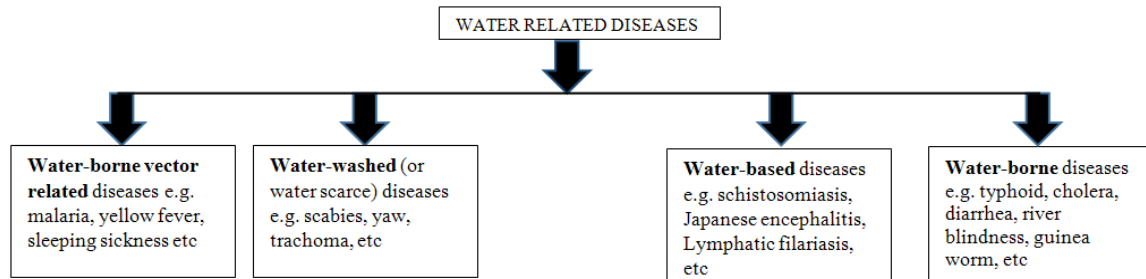 WATER RELATED DISEASES
Water-borne vector
related diseases e.g.
malaria, yellow fever,
sleeping sickness etc
Water-washed (or
water scarce) diseases
e.g. scabies, yaw,
trachoma, etc
Water-based diseases
e.g. schistosomiasis,
Japanese encephalitis,
Lymphatic filariasis,
etc
Water-borne diseases
e.g. typhoid, cholera,
diarrhea, river
blindness, guinea
worm, etc